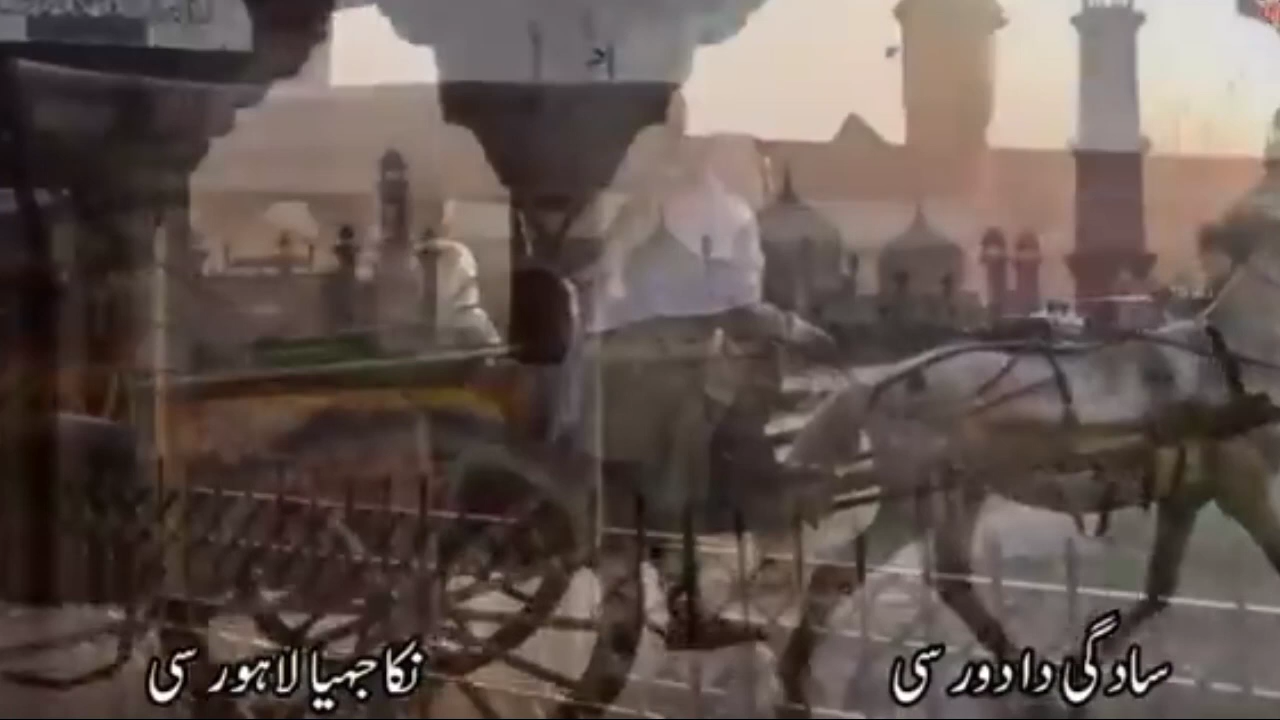 سادگی دا دور سی
نکا جہیا لاہور سی